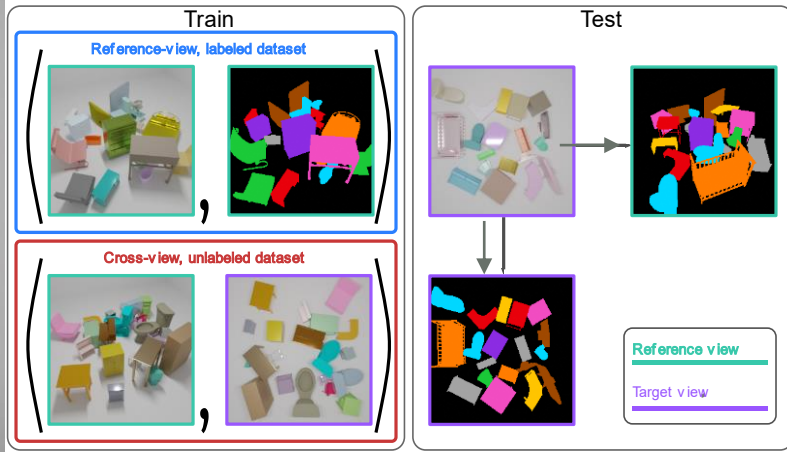 Train
Reference-view, labeled dataset
,
Cross-view, unlabeled dataset
,
Test
Reference view
Target view